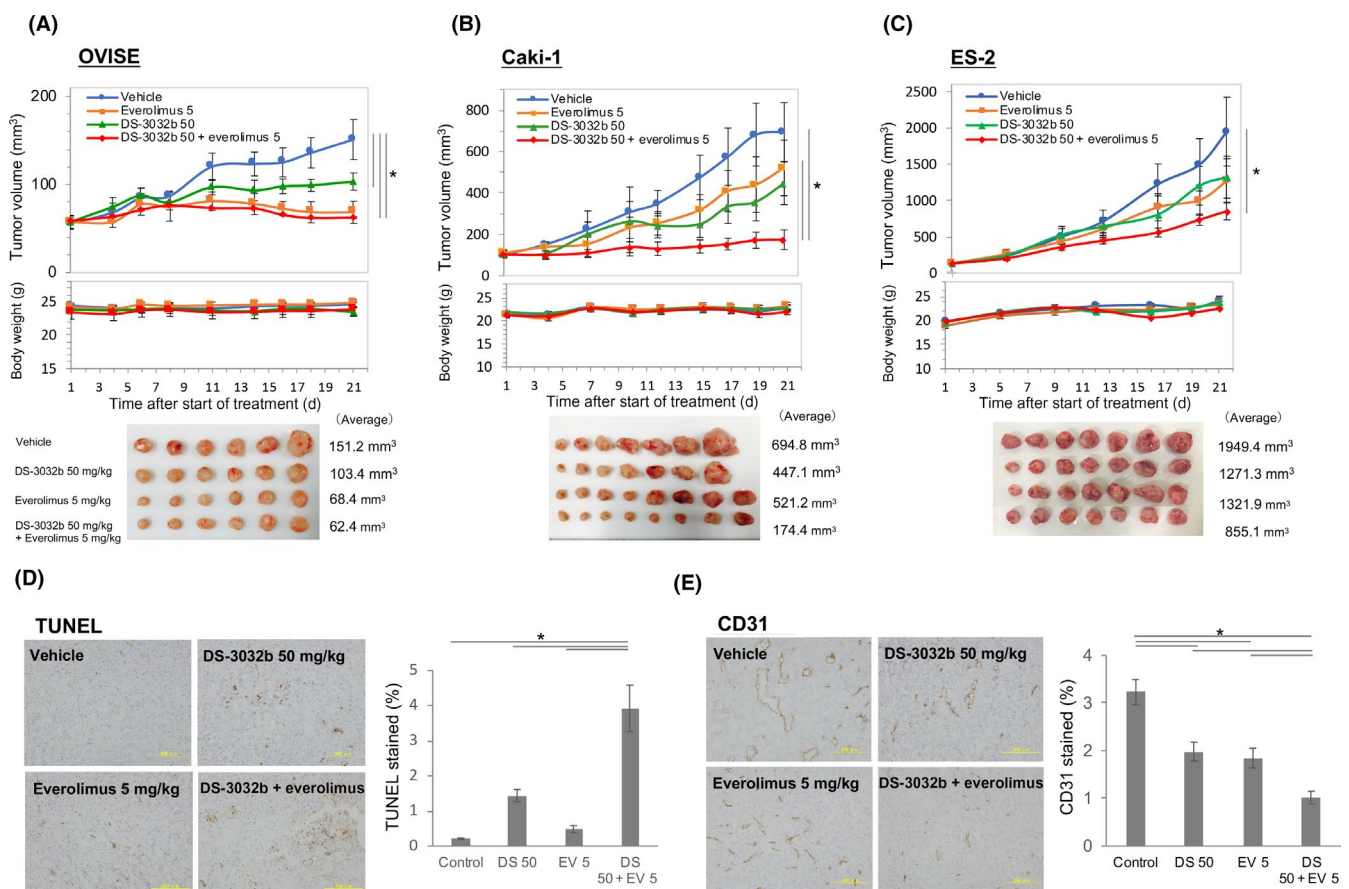 (A)
OVISE
Tumor volume (mm3)
200
100
0
Vehicle
Everolimus 5
DS-3032b 50
DS-3032b 50 + everolimus 5
*
Body weight (g)
25
20
15
1 3 5 7 9 11 13 15 17 19 21
Time after start of treatment (d)
(Average)
Vehicle
151.2 mm3
DS-3032b 50 mg/kg
103.4 mm3
Everolimus 5 mg/kg
68.4 mm3
DS-3032b 50 mg/kg
+ Everolimus 5 mg/kg
62.4 mm3
(B)
Caki-1
Tumor volume (mm3)
800
600
400
200
0
Vehicle
Everolimus 5
DS-3032b 50
DS-3032b 50 + everolimus 5
*
Body weight (g)
25
20
15
10
1 3 5 7 9 11 13 15 17 19 21
Time after start of treatment (d)
(Average)
694.8 mm3
447.1 mm3
521.2 mm3
174.4 mm3
(C)
ES-2
Tumor volume (mm3)
2500
2000
1500
1000
500
0
Vehicle
Everolimus 5
DS-3032b 50
DS-3032b 50 + everolimus 5
*
Body weight (g)
25
20
15
10
1 3 5 7 9 11 13 15 17 19 21
Time after start of treatment (d)
(Average)
1949.4 mm3
1271.3 mm3
1321.9 mm3
855.1 mm3
(D)
TUNEL
Vehicle
DS-3032b 50 mg/kg
Everolimus 5 mg/kg
DS-3032b + everolimus
*
TUNEL stained (%)
5
4
3
2
1
0
Control DS 50 EV 5 DS
50 + EV 5
(E)
CD31
Vehicle
DS-3032b 50 mg/kg
Everolimus 5 mg/kg
DS-3032b + everolimus
*
CD31 stained (%)
4
3
2
1
0
Control DS 50 EV 5 DS
50 + EV 5